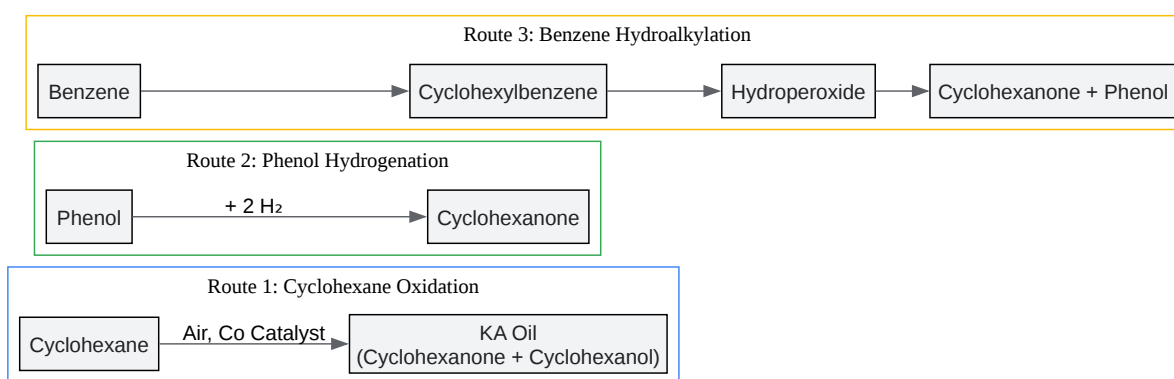 Route 3: Benzene Hydroalkylation
Benzene
Cyclohexylbenzene
Hydroperoxide
Cyclohexanone + Phenol
Route 2: Phenol Hydrogenation
Phenol
+ 2 H₂
Cyclohexanone
Route 1: Cyclohexane Oxidation
Cyclohexane
Air, Co Catalyst
KA Oil
(Cyclohexanone + Cyclohexanol)